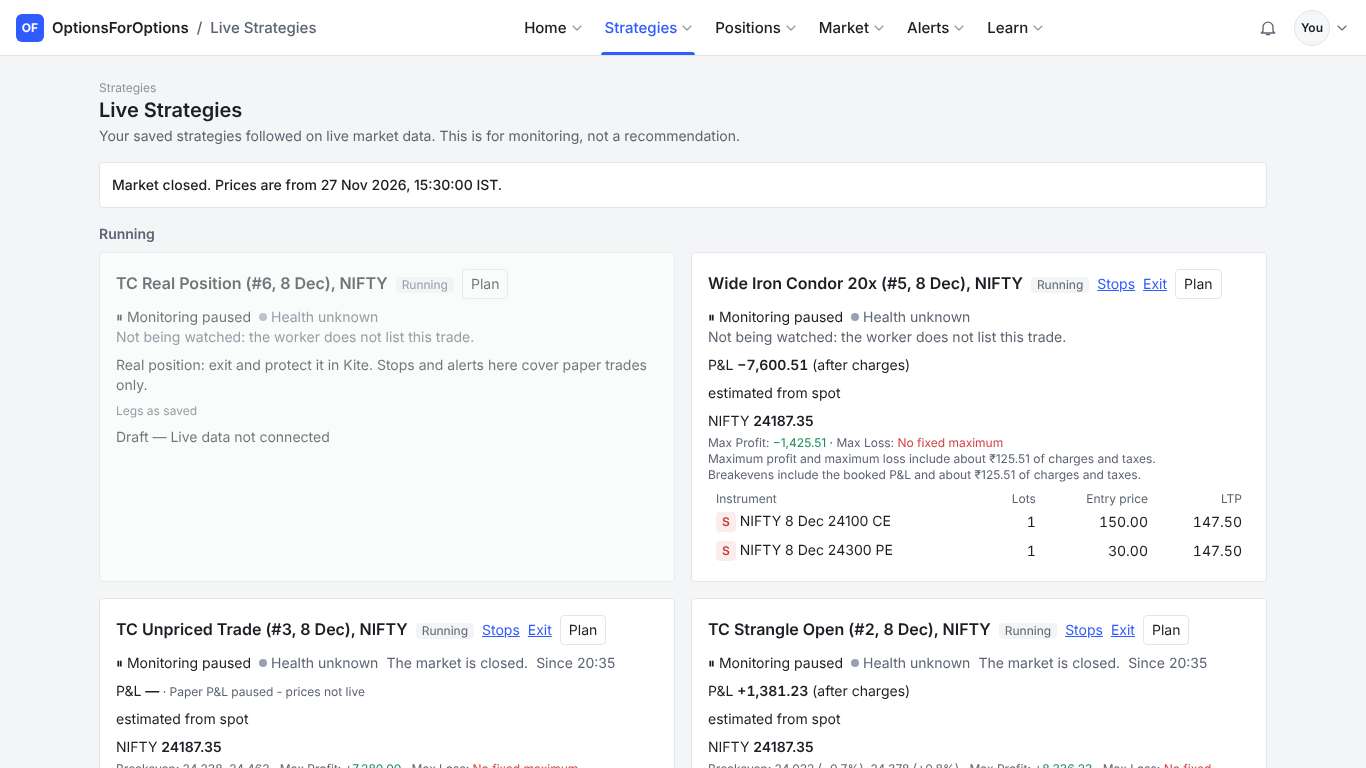 OF OptionsForOptions / Live Strategies Home Strategies Positions Market Alerts Learn You
Strategies
Live Strategies
Your saved strategies followed on live market data. This is for monitoring, not a recommendation.
Market closed. Prices are from 27 Nov 2026, 15:30:00 IST.
Running
TC Real Position (#6, 8 Dec), NIFTY Running Plan
Monitoring paused Health unknown
Not being watched: the worker does not list this trade.
Real position: exit and protect it in Kite. Stops and alerts here cover paper trades
only.
Legs as saved
Draft — Live data not connected
Wide Iron Condor 20x (#5, 8 Dec), NIFTY Running Stops Exit Plan
Monitoring paused Health unknown
Not being watched: the worker does not list this trade.
P&L −7,600.51 (after charges)
estimated from spot
NIFTY 24187.35
Max Profit: −1,425.51 · Max Loss: No fixed maximum
Maximum profit and maximum loss include about ₹125.51 of charges and taxes.
Breakevens include the booked P&L and about ₹125.51 of charges and taxes.
Instrument Lots Entry price LTP
S NIFTY 8 Dec 24100 CE 1 150.00 147.50
S NIFTY 8 Dec 24300 PE 1 30.00 147.50
TC Unpriced Trade (#3, 8 Dec), NIFTY Running Stops Exit Plan
Monitoring paused Health unknown The market is closed. Since 20:35
P&L — · Paper P&L paused - prices not live
estimated from spot
NIFTY 24187.35
TC Strangle Open (#2, 8 Dec), NIFTY Running Stops Exit Plan
Monitoring paused Health unknown The market is closed. Since 20:35
P&L +1,381.23 (after charges)
estimated from spot
NIFTY 24187.35